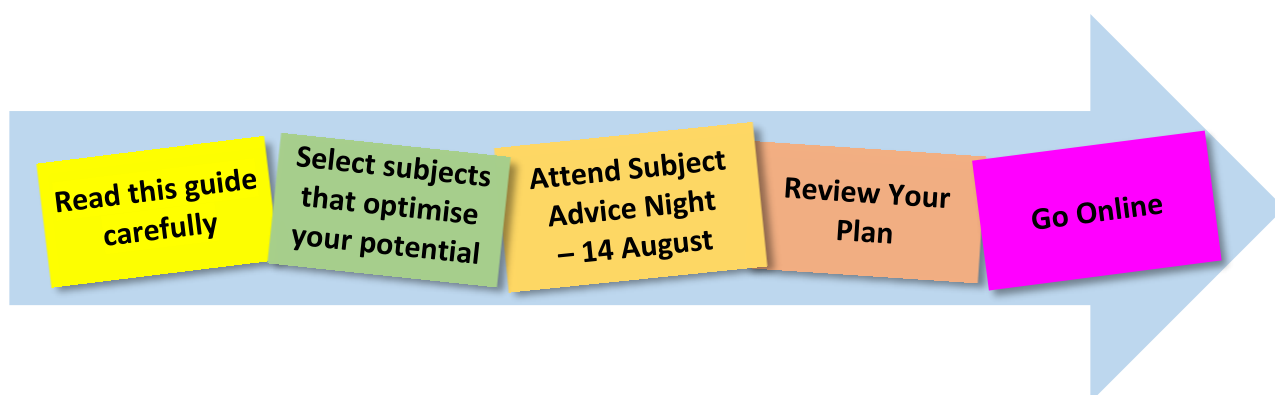 Read this guide
carefully
Select subjects
that optimise
your potential
Attend Subject
Advice Night
– 14 August
Review Your
Plan
Go Online